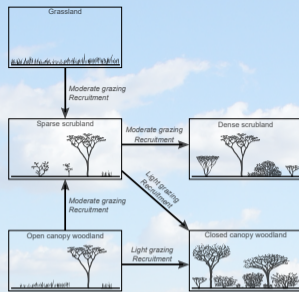 Grassland
Moderate grazing
Recruitment
Sparse scrubland
Moderate grazing
Recruitment
Dense scrubland
Light grazing
Recruitment
Moderate grazing
Recruitment
Open canopy woodland
Light grazing
Recruitment
Closed canopy woodland